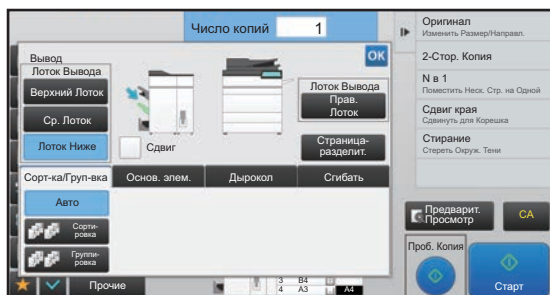 Число копий 1
Вывод
OK
Лоток Вывода
Верхний Лоток
Ср. Лоток
Лоток Ниже
Сдвиг
Лоток Вывода
Прав.
Лоток
Страница-
разделит.
Сорт-ка/Груп-вка
Основ. элем.
Дырокол
Сгибать
Авто
Сорти-
ровка
Группи-
ровка
Прочие
3 B4
4 A3
A4
Оригинал
Изменить Размер/Направл.
2-Стор. Копия
N в 1
Поместить Неск. Стр. на Одной
Сдвиг края
Сдвинуть для Корешка
Стирание
Стереть Окруж. Тени
Предварит.
Просмотр
CA
Проб. Копия
Старт